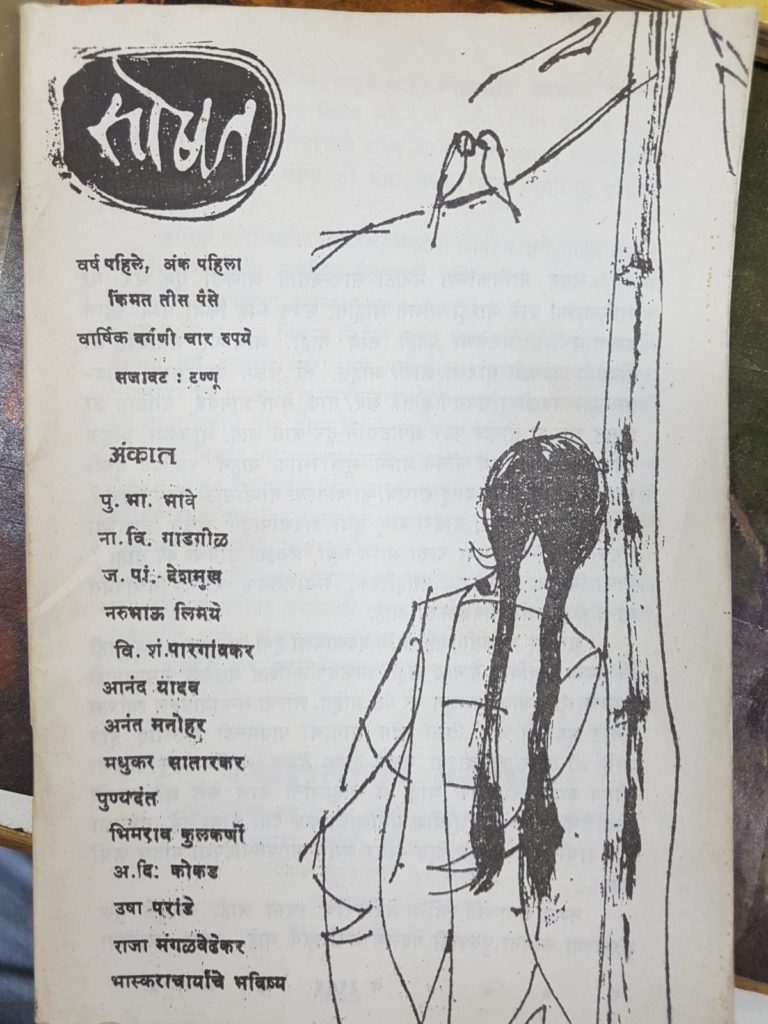 सोबत
वर्ष पहिले, अंक पहिला
किंमत तीस पैसे
वार्षिक वर्गणी चार रुपये
सजावट : टण्णू
अंकात
पु. भा. भावे
ना. वि. गाडगीळ
ज. पां. देशमुख
नरुभाऊ लिमये
वि. शं. पारगांवकर
आनंद यादव
अनंत मनोहर
मधुकर सातारकर
पुण्यदंत
भिमराव कुलकर्णी
अ. दि. कोकड
उषा परांडे
राजा मंगळवेढेकर
भास्कराचार्यांचे भविष्य